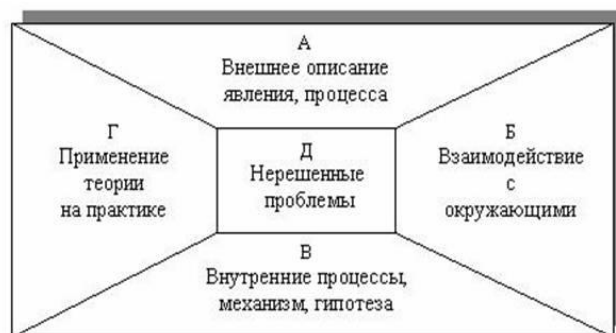 А
Внешнее описание
явления, процесса
Г
Применение
теории
на практике
Д
Нерешенные
проблемы
Б
Взаимодействие
с
окружающими
В
Внутренние процессы,
механизм, гипотеза